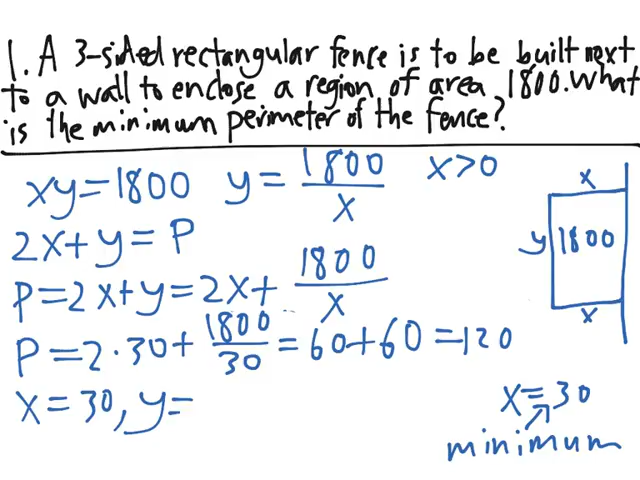 1. A 3-sided rectangular fence is to be built next
to a wall to enclose a region of area 1800. What
is the minimum perimeter of the fence?
xy=1800 y=1800/x x>0
x
2x+y=P
y 1800
P=2x+y=2x+1800/x
x
P=2·30+1800/30=60+60=120
x=30, y=
x=30
minimum